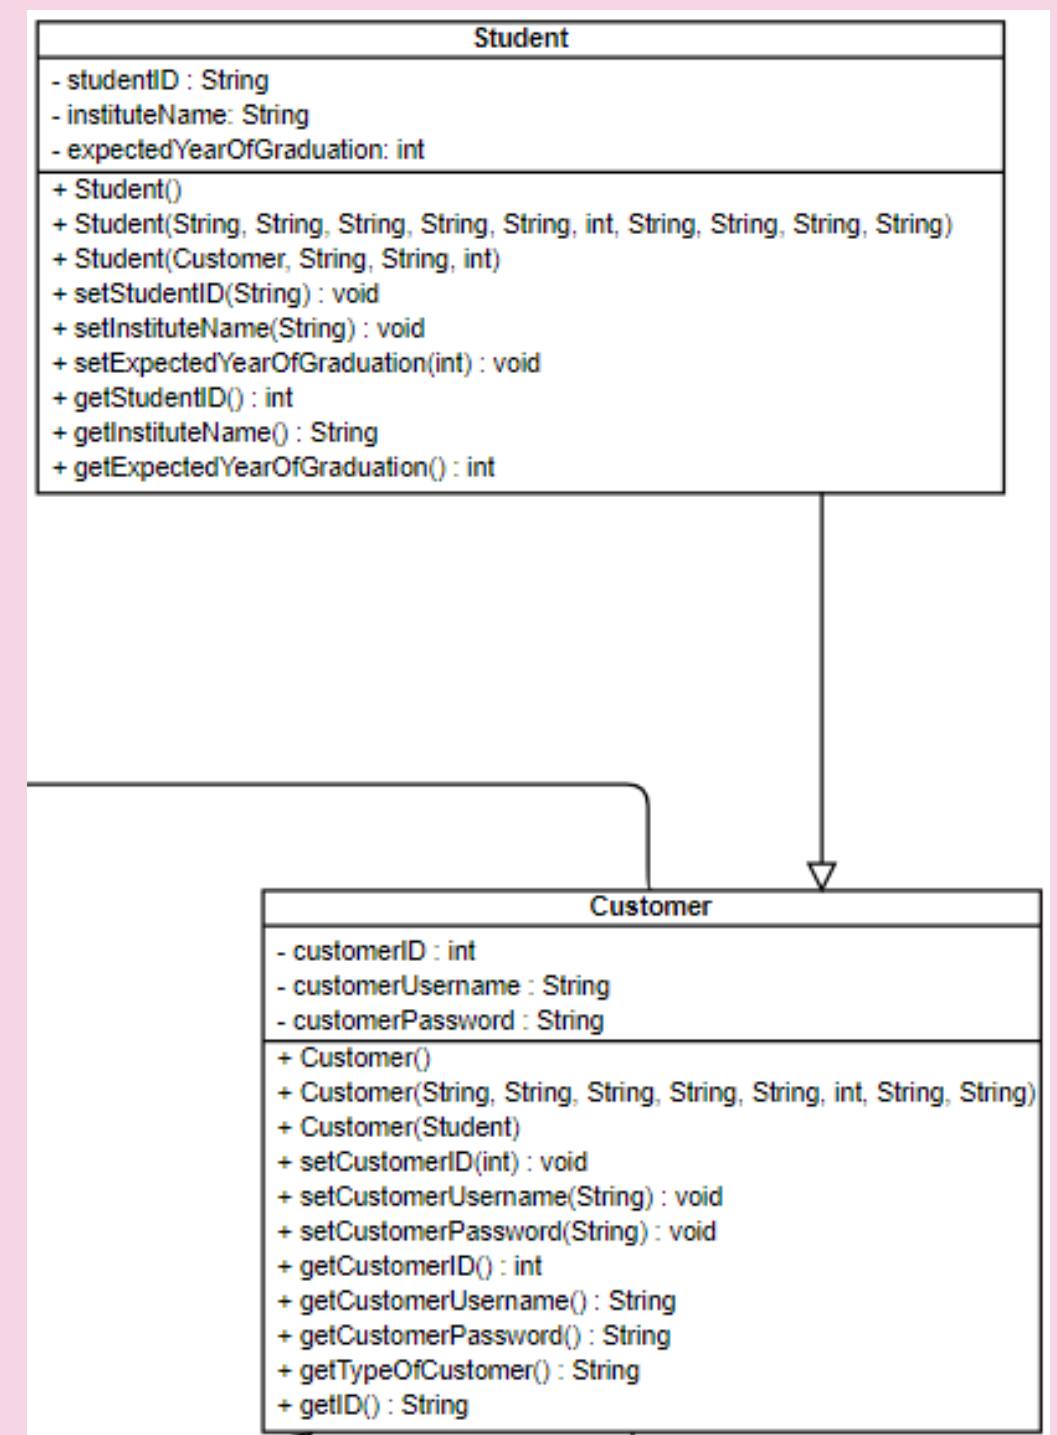 Student
- studentID : String
- instituteName: String
- expectedYearOfGraduation: int
+ Student()
+ Student(String, String, String, String, String, int, String, String, String, String)
+ Student(Customer, String, String, int)
+ setStudentID(String) : void
+ setInstituteName(String) : void
+ setExpectedYearOfGraduation(int) : void
+ getStudentID() : int
+ getInstituteName() : String
+ getExpectedYearOfGraduation() : int
Customer
- customerID : int
- customerUsername : String
- customerPassword : String
+ Customer()
+ Customer(String, String, String, String, String, int, String, String)
+ Customer(Student)
+ setCustomerID(int) : void
+ setCustomerUsername(String) : void
+ setCustomerPassword(String) : void
+ getCustomerID() : int
+ getCustomerUsername() : String
+ getCustomerPassword() : String
+ getTypeOfCustomer() : String
+ getID() : String